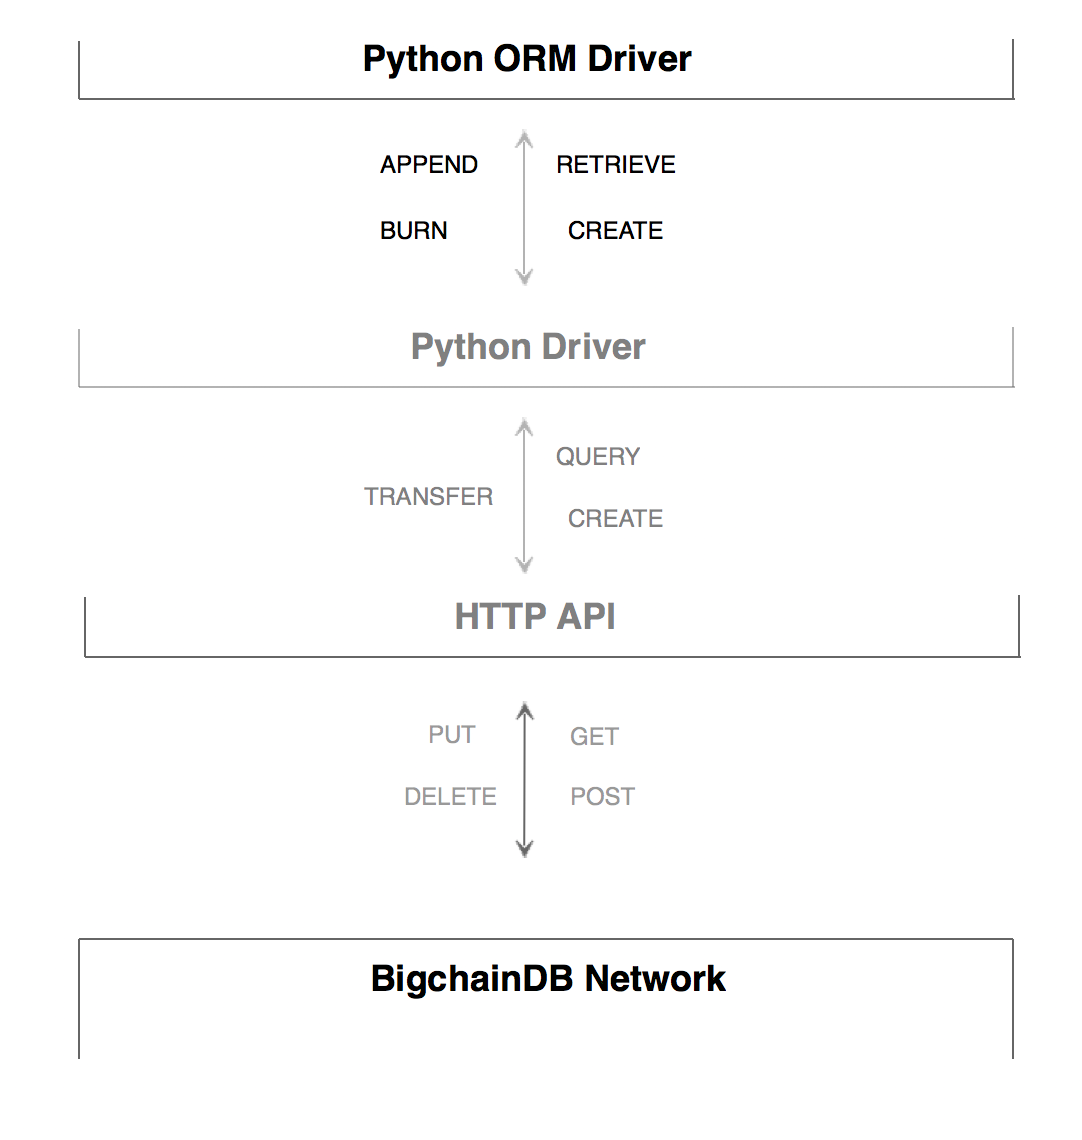 Python ORM Driver
APPEND RETRIEVE
BURN CREATE
Python Driver
QUERY
TRANSFER
CREATE
HTTP API
PUT GET
DELETE POST
BigchainDB Network